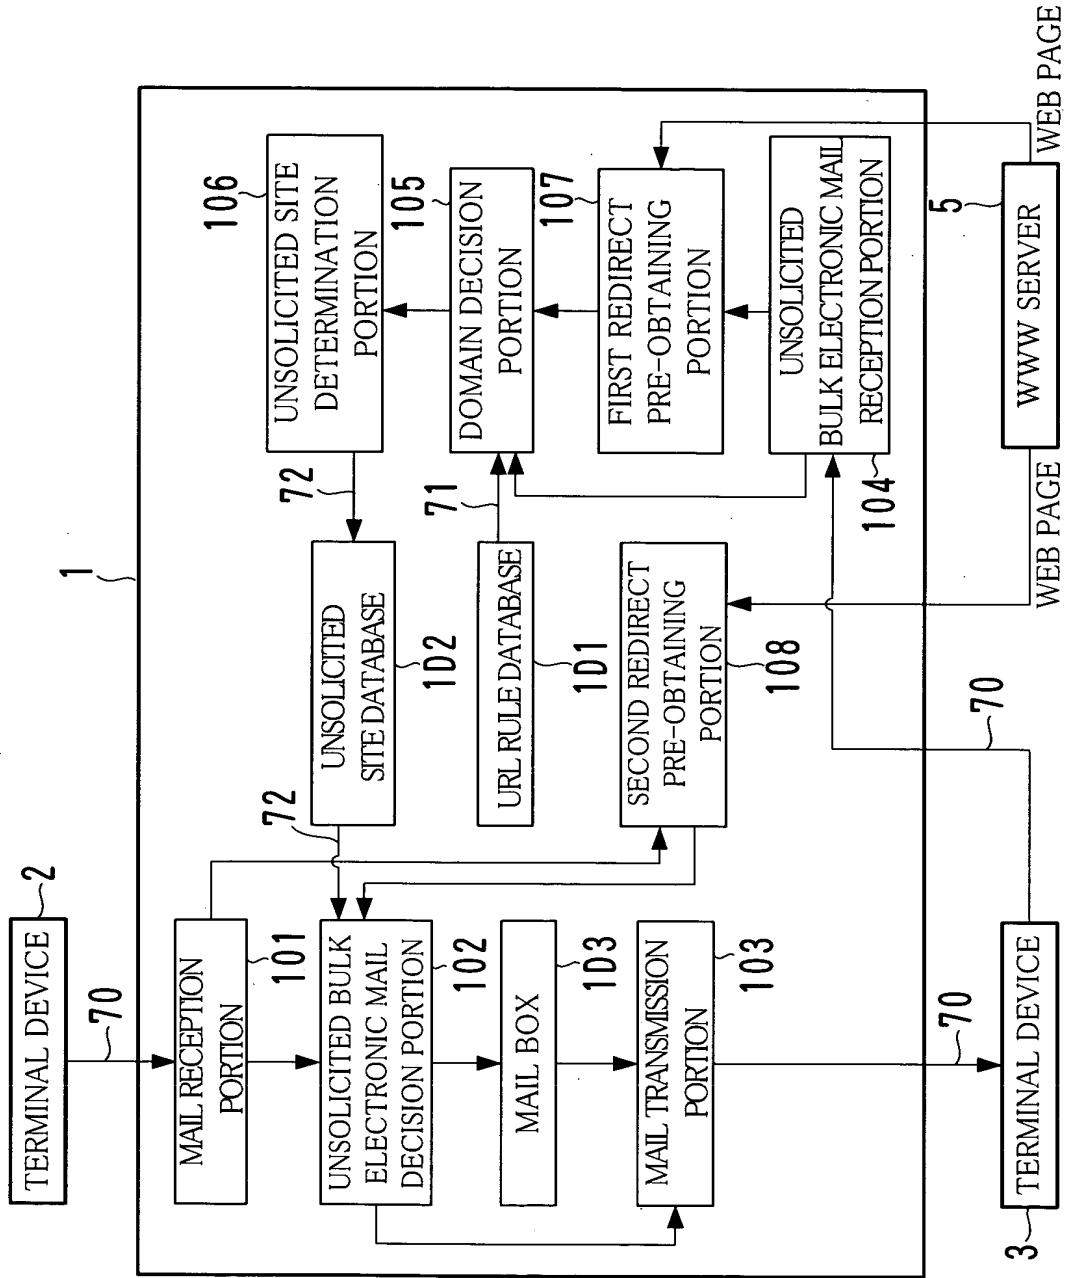 TERMINAL DEVICE
2
70
1
MAIL RECEPTION
PORTION
101
UNSOLICITED BULK
ELECTRONIC MAIL
DECISION PORTION
102
MAIL BOX
1D3
MAIL TRANSMISSION
PORTION
103
70
TERMINAL DEVICE
3
72
UNSOLICITED
SITE DATABASE
1D2
URL RULE DATABASE
1D1
SECOND REDIRECT
PRE-OBTAINING
PORTION
108
70
72
71
UNSOLICITED SITE
DETERMINATION
PORTION
106
DOMAIN DECISION
PORTION
105
FIRST REDIRECT
PRE-OBTAINING
PORTION
107
UNSOLICITED
BULK ELECTRONIC MAIL
RECEPTION PORTION
104
WWW SERVER
5
WEB PAGE
WEB PAGE